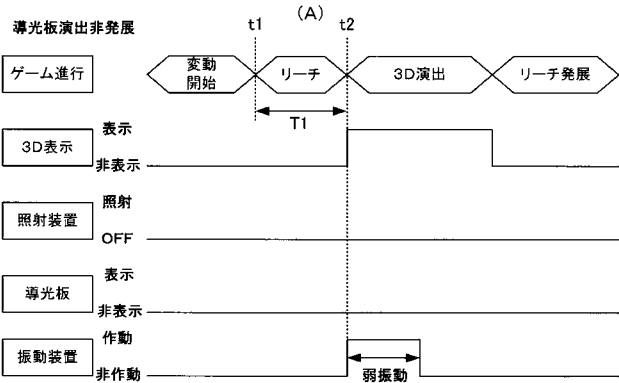 (A)
導光板演出非発展
t1
t2
ゲーム進行
変動
開始
リーチ
3D演出
リーチ発展
T1
3D表示
表示
非表示
照射装置
照射
OFF
導光板
表示
非表示
振動装置
作動
非作動
弱振動